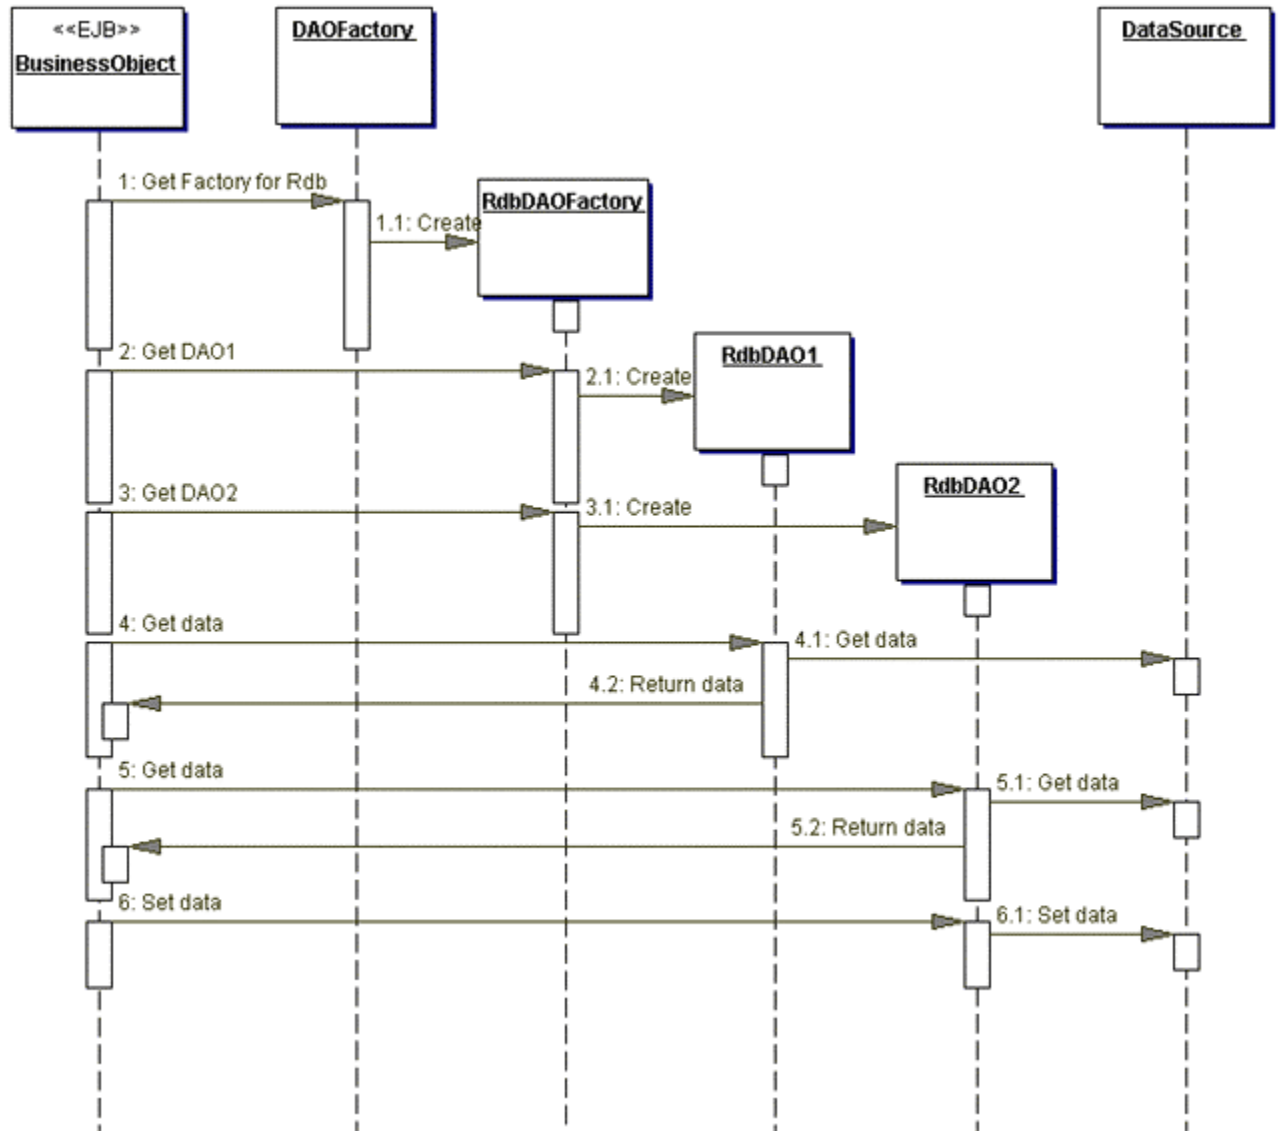 <<EJB>>
BusinessObject
DAOFactory
DataSource
1: Get Factory for Rdb
RdbDAOFactory
1.1: Create
2: Get DAO1
RdbDAO1
2.1: Create
3: Get DAO2
RdbDAO2
3.1: Create
4: Get data
4.1: Get data
4.2: Return data
5: Get data
5.1: Get data
5.2: Return data
6: Set data
6.1: Set data